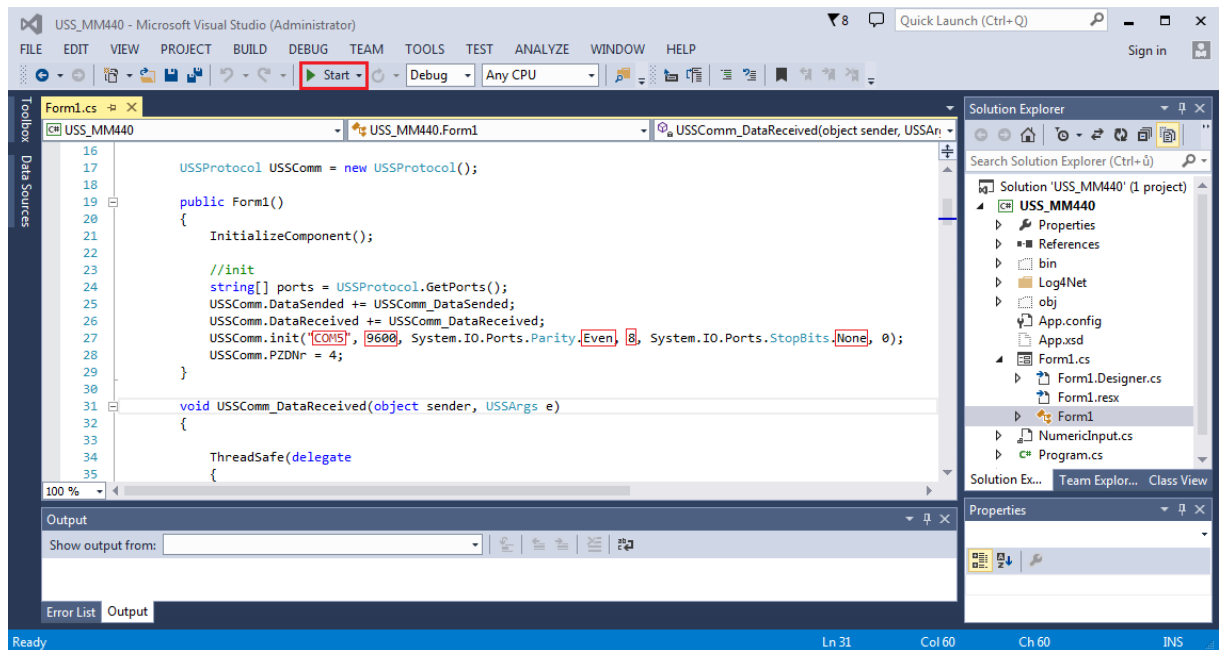 USS_MM440 - Microsoft Visual Studio (Administrator)
8
Quick Launch (Ctrl+Q)
FILE EDIT VIEW PROJECT BUILD DEBUG TEAM TOOLS TEST ANALYZE WINDOW HELP
Sign in
Start Debug Any CPU
Toolbox
Data Sources
Form1.cs
USS_MM440 USS_MM440.Form1 USSComm_DataReceived(object sender, USSAr
16
17 USSProtocol USSComm = new USSProtocol();
18
19 public Form1()
20 {
21 InitializeComponent();
22
23 //init
24 string[] ports = USSProtocol.GetPorts();
25 USSComm.DataSended += USSComm_DataSended;
26 USSComm.DataReceived += USSComm_DataReceived;
27 USSComm.init("COM5", 9600, System.IO.Ports.Parity.Even, 8, System.IO.Ports.StopBits.None, 0);
28 USSComm.PZDNr = 4;
29 }
30
31 void USSComm_DataReceived(object sender, USSArgs e)
32 {
33
34 ThreadSafe(delegate
35 {
100 %
Output
Show output from:
Error List Output
Solution Explorer
Search Solution Explorer (Ctrl+ů)
Solution 'USS_MM440' (1 project)
C# USS_MM440
Properties
References
bin
Log4Net
obj
App.config
App.xsd
Form1.cs
Form1.Designer.cs
Form1.resx
Form1
NumericInput.cs
C# Program.cs
Solution Ex... Team Explor... Class View
Properties
Ready Ln 31 Col 60 Ch 60 INS